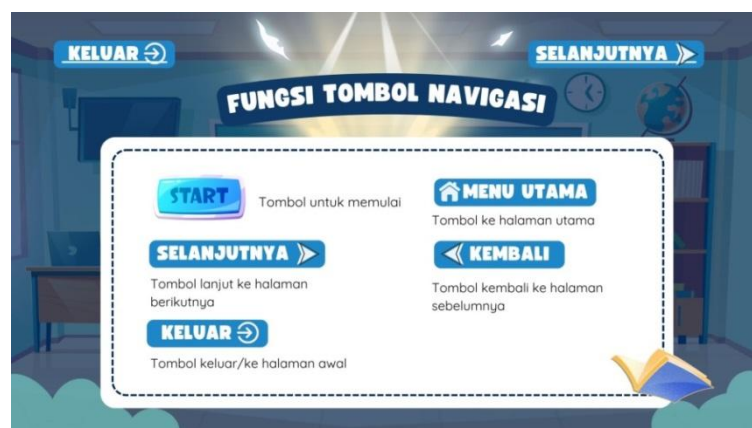 KELUAR
SELANJUTNYA
FUNGSI TOMBOL NAVIGASI
START
Tombol untuk memulai
MENU UTAMA
Tombol ke halaman utama
SELANJUTNYA
Tombol lanjut ke halaman
berikutnya
KEMBALI
Tombol kembali ke halaman
sebelumnya
KELUAR
Tombol keluar/ke halaman awal